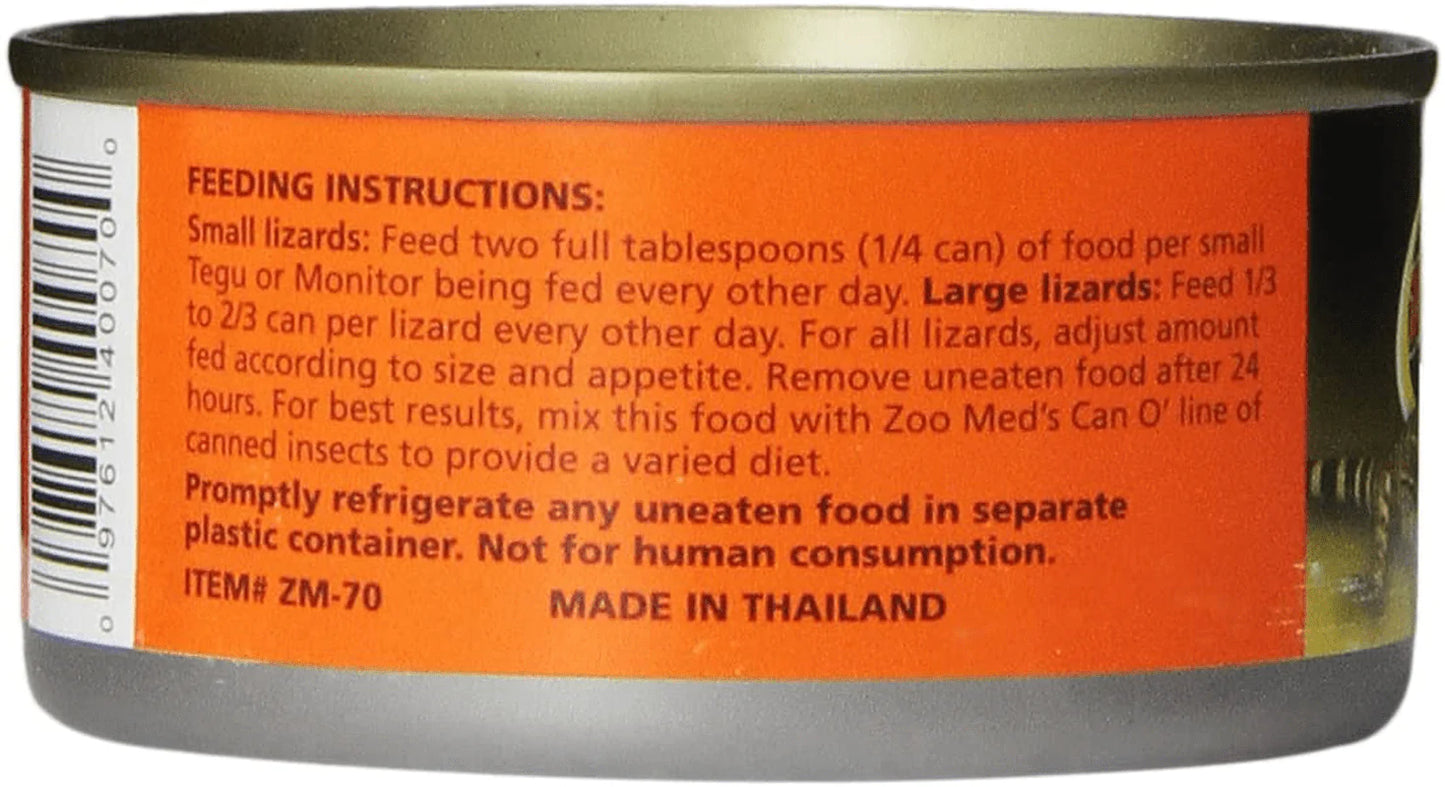 FEEDING INSTRUCTIONS:
Small lizards: Feed two full tablespoons (1/4 can) of food per small
Tegu or Monitor being fed every other day. Large lizards: Feed 1/3
to 2/3 can per lizard every other day. For all lizards, adjust amount
fed according to size and appetite. Remove uneaten food after 24
hours. For best results, mix this food with Zoo Med's Can O' line of
canned insects to provide a varied diet.
Promptly refrigerate any uneaten food in separate
plastic container. Not for human consumption.
ITEM# ZM-70 MADE IN THAILAND
0 97612 40070 0